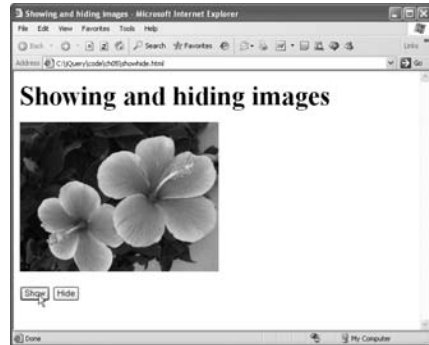 Showing and hiding images - Microsoft Internet Explorer
File Edit View Favorites Tools Help
Back Search Favorites Links
Address C:\jQuery\code\ch05\showhide.html Go
Showing and hiding images
Show Hide
Done My Computer